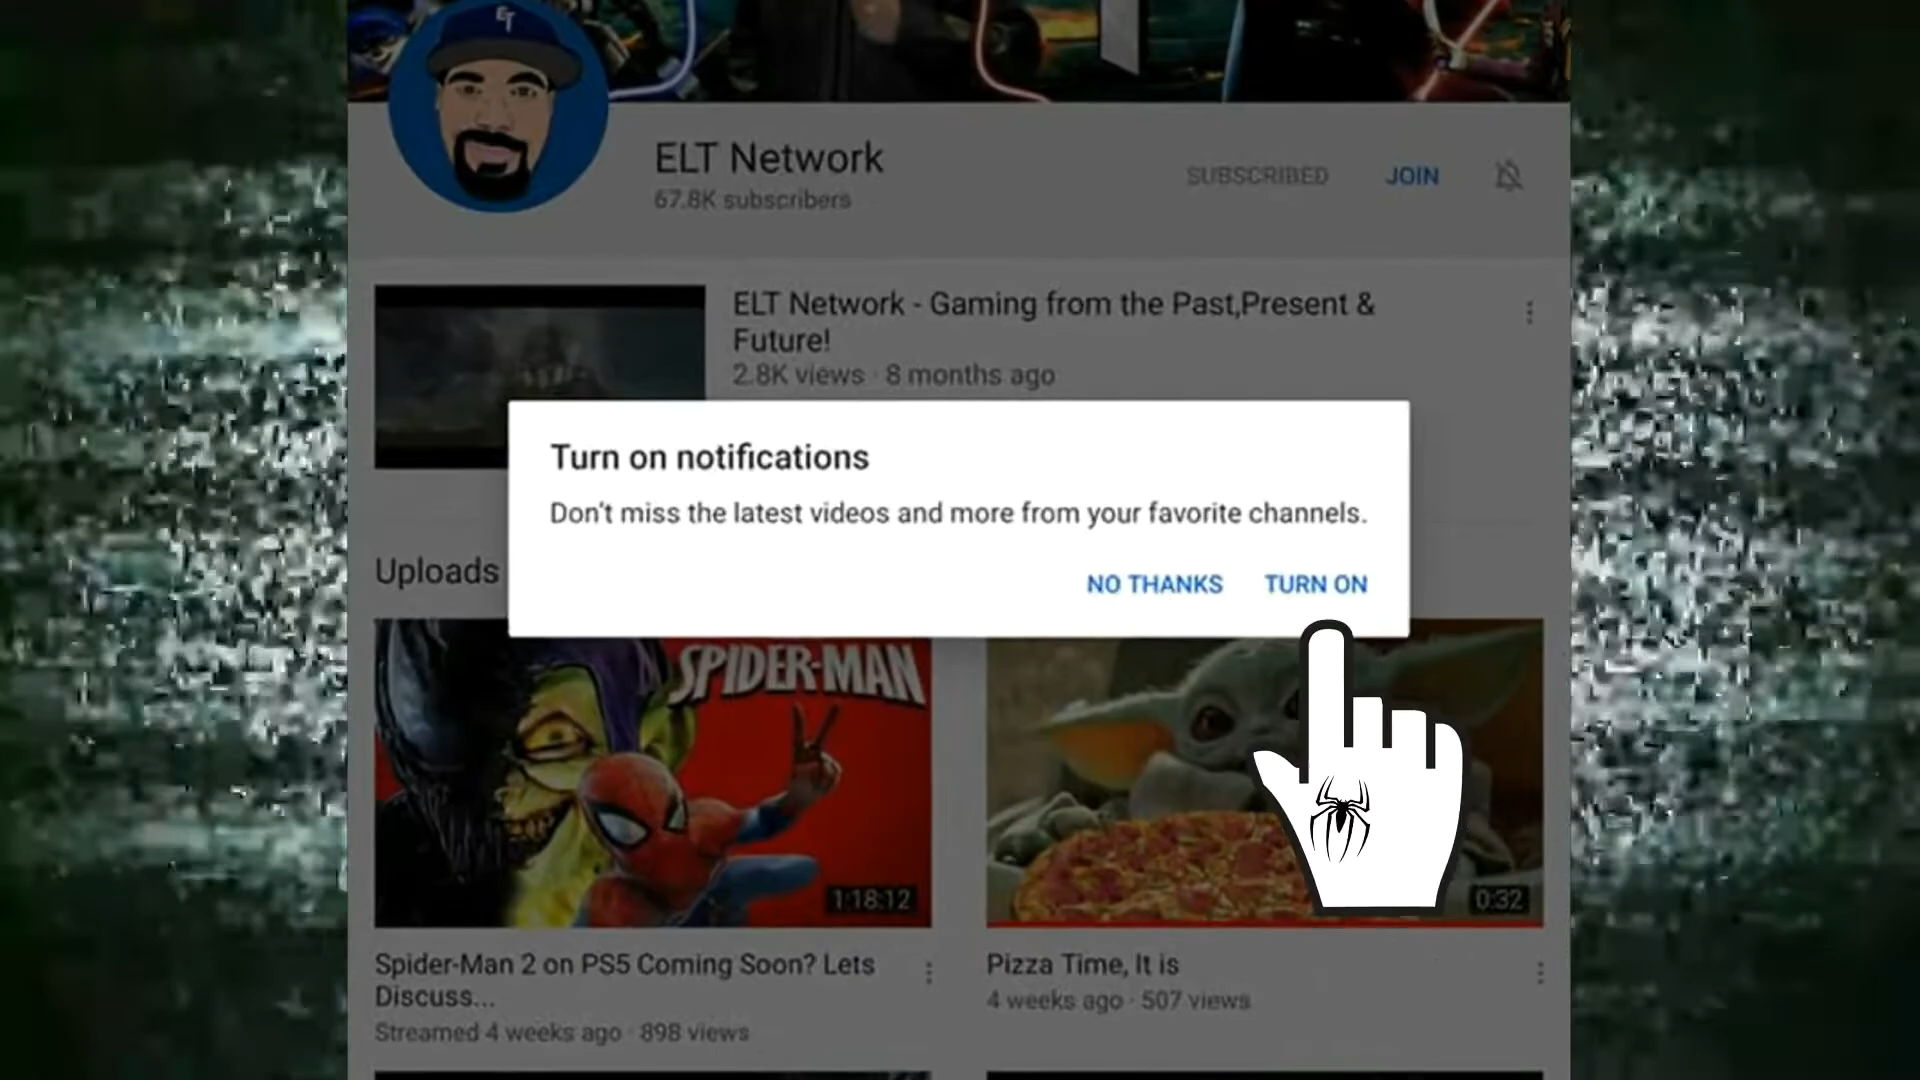 ET
ELT Network
67.8K subscribers
SUBSCRIBED
JOIN
ELT Network - Gaming from the Past,Present &
Future!
2.8K views · 8 months ago
Turn on notifications
Don't miss the latest videos and more from your favorite channels.
NO THANKS
TURN ON
Uploads
SPIDER-MAN
1:18:12
0:32
Spider-Man 2 on PS5 Coming Soon? Lets
Discuss...
Streamed 4 weeks ago · 898 views
Pizza Time, It is
4 weeks ago · 507 views